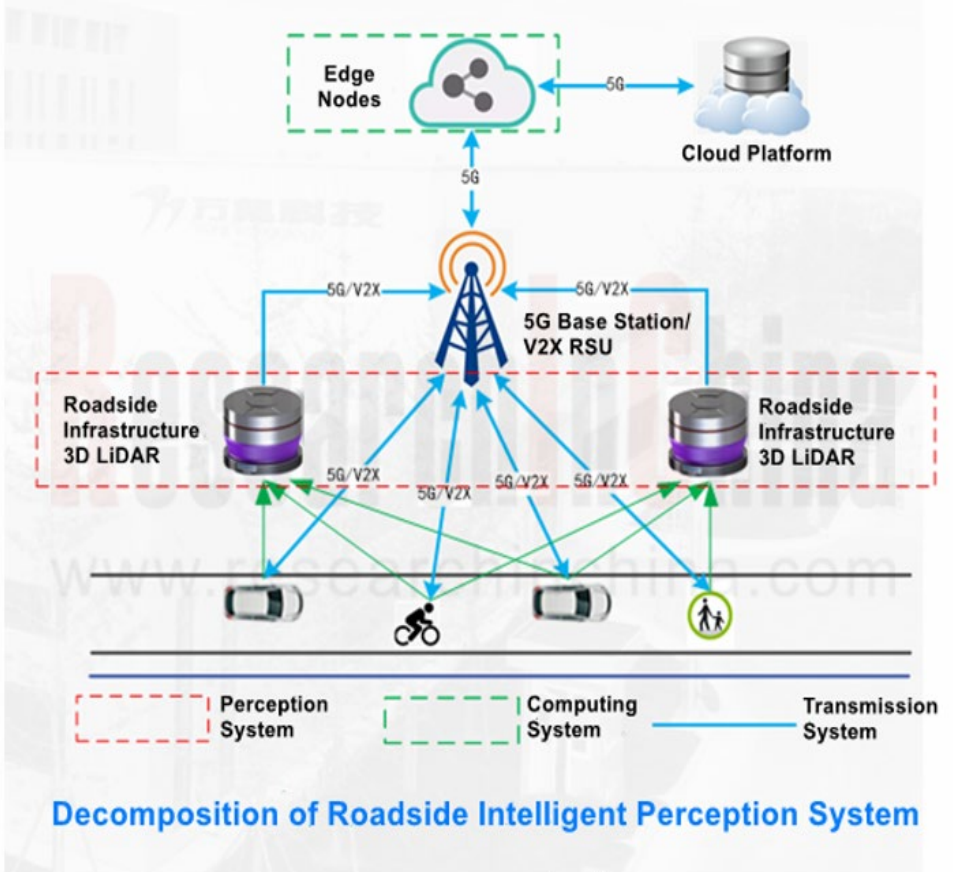 Edge
Nodes
5G
Cloud Platform
5G
5G/V2X
5G/V2X
5G Base Station/
V2X RSU
Roadside
Infrastructure
3D LiDAR
Roadside
Infrastructure
3D LiDAR
5G/V2X
5G/V2X
5G/V2X
5G/V2X
ResearchInChina
www.researchinchina.com
Perception
System
Computing
System
Transmission
System
Decomposition of Roadside Intelligent Perception System